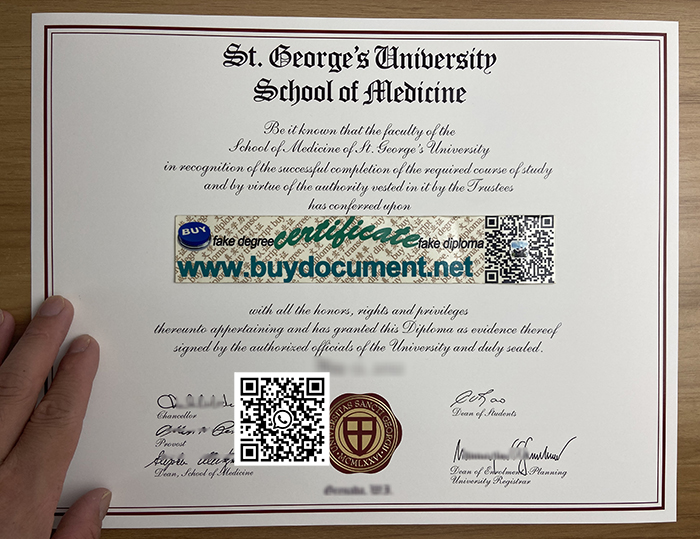 St. George's University
School of Medicine
Be it known that the faculty of the
School of Medicine of St. George's University
in recognition of the successful completion of the required course of study
and by virtue of the authority vested in it by the Trustees
has conferred upon
BUY
fake degree certificate fake diploma
www.buydocument.net
with all the honors, rights and privileges
thereunto appertaining and has granted this Diploma as evidence thereof
signed by the authorized officials of the University and duly sealed.
Chancellor
Provost
Dean, School of Medicine
Dean of Students
Dean of Enrolment Planning
University Registrar
MCMLXXVI